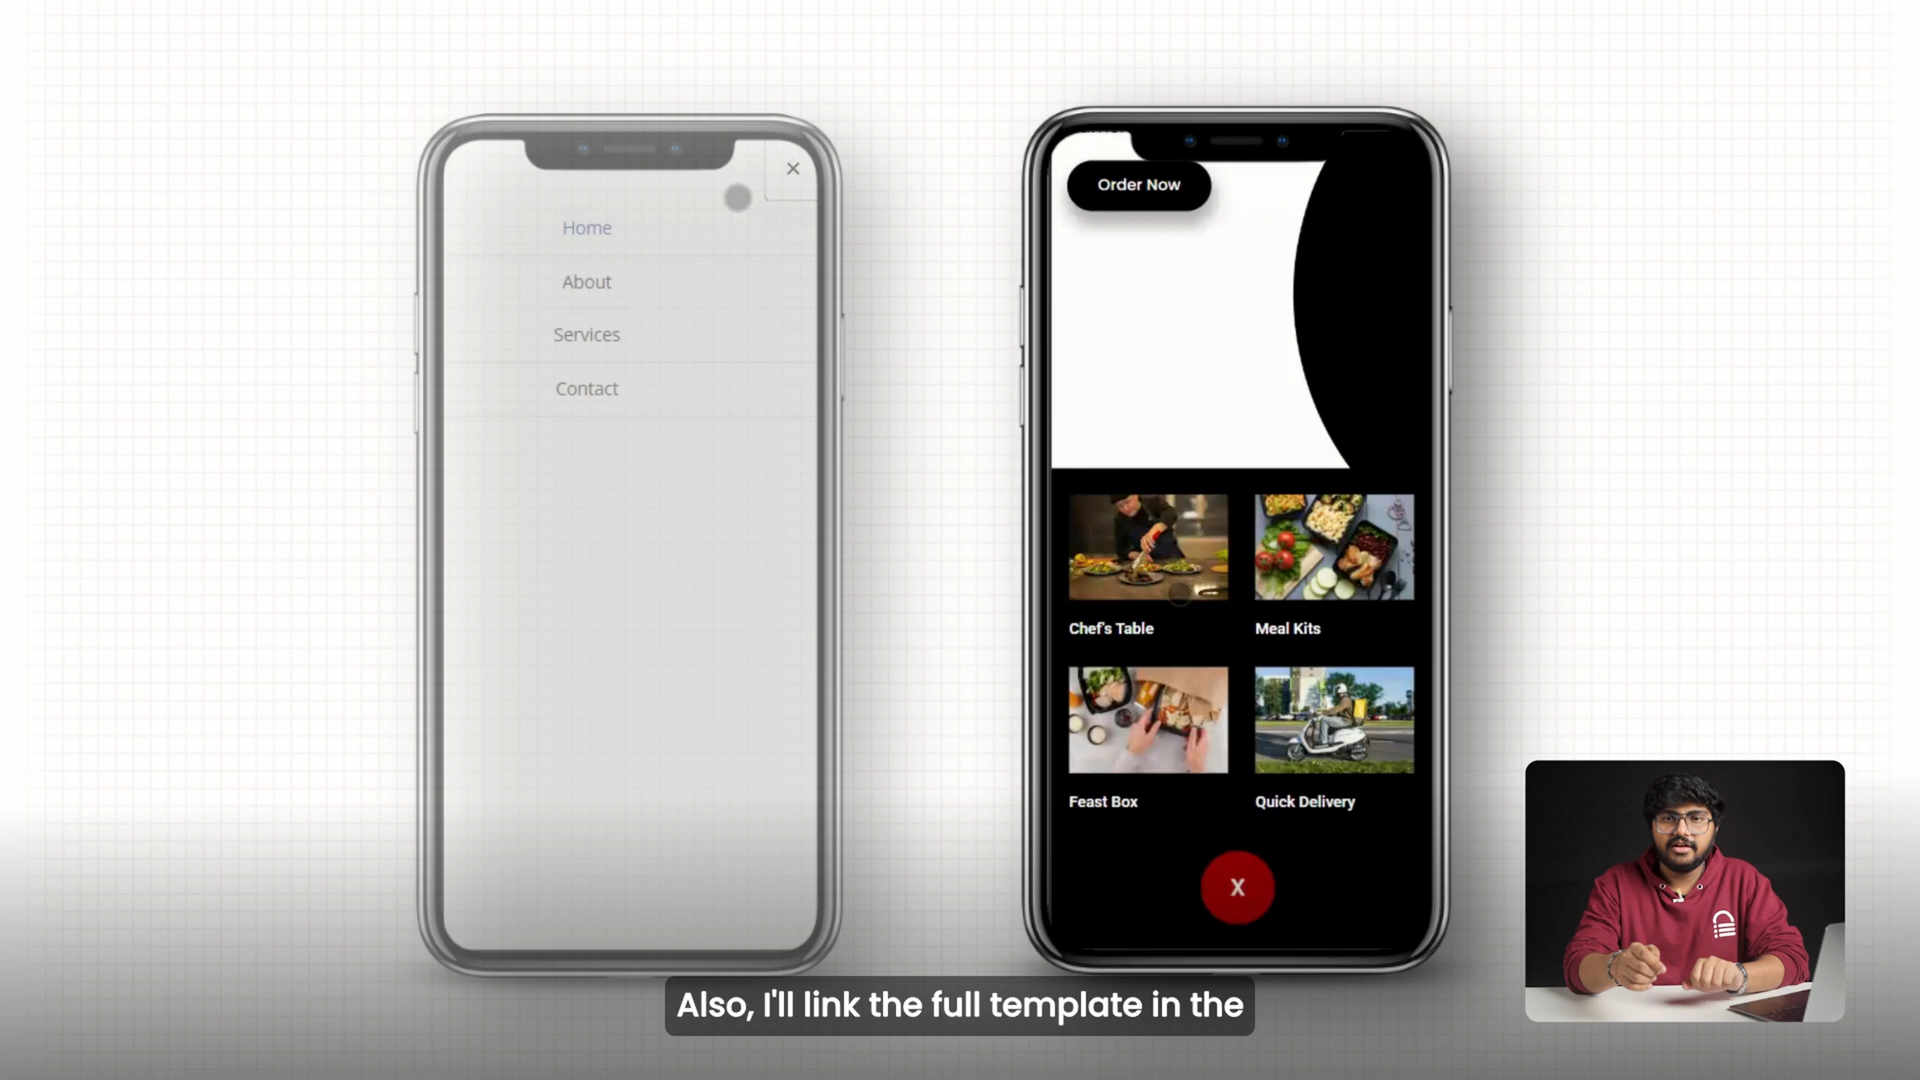 ×
Home
About
Services
Contact
Order Now
Chef's Table
Meal Kits
Feast Box
Quick Delivery
X
Also, I'll link the full template in the